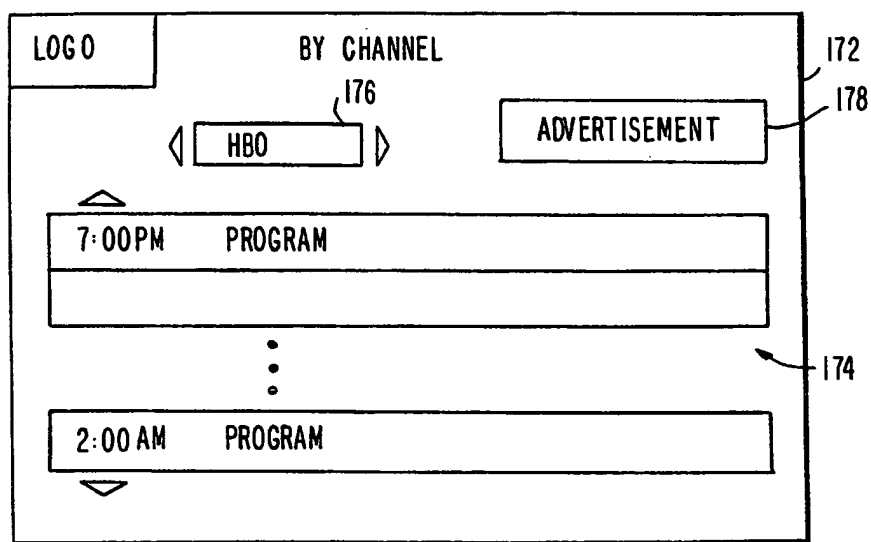 LOGO
BY CHANNEL
172
176
178
HBO
ADVERTISEMENT
7:00PM PROGRAM
174
2:00 AM PROGRAM